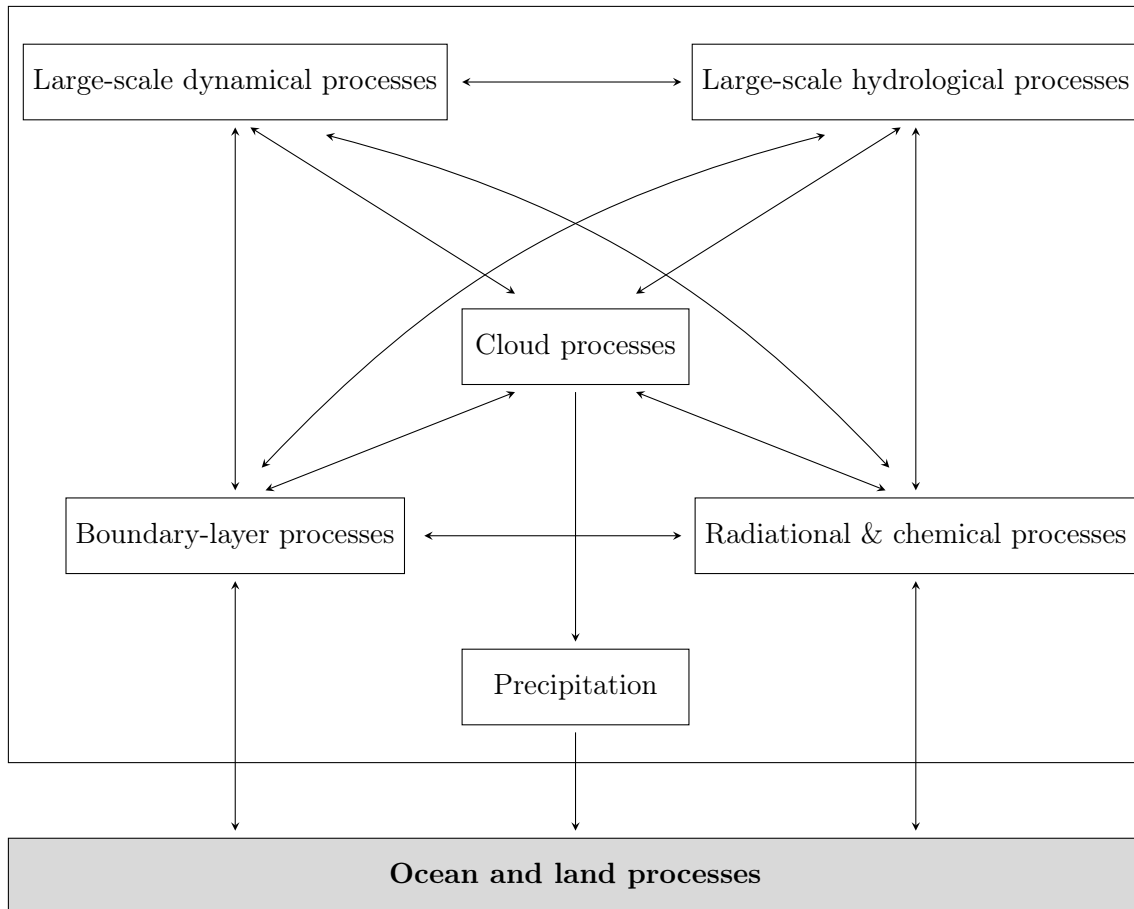 Large-scale dynamical processes
Large-scale hydrological processes
Cloud processes
Boundary-layer processes
Radiational & chemical processes
Precipitation
Ocean and land processes